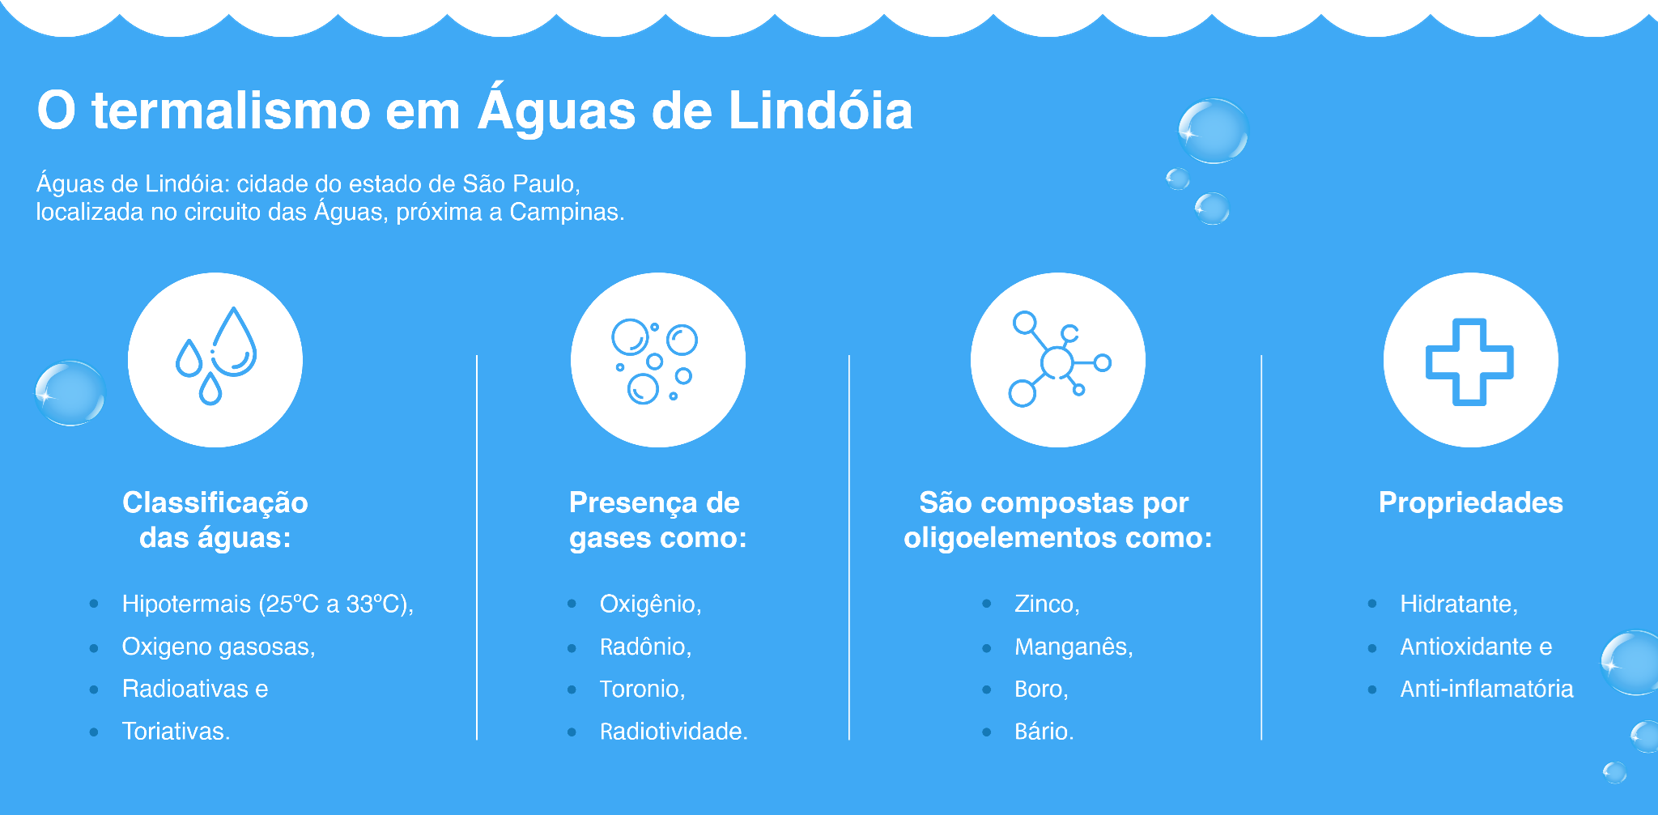 O termalismo em Águas de Lindóia
Águas de Lindóia: cidade do estado de São Paulo,
localizada no circuito das Águas, próxima a Campinas.
Classificação
das águas:
Hipotermais (25ºC a 33ºC),
Oxigeno gasosas,
Radioativas e
Toriativas.
Presença de
gases como:
Oxigênio,
Radônio,
Toronio,
Radiotividade.
São compostas por
oligoelementos como:
Zinco,
Manganês,
Boro,
Bário.
Propriedades
Hidratante,
Antioxidante e
Anti-inflamatória